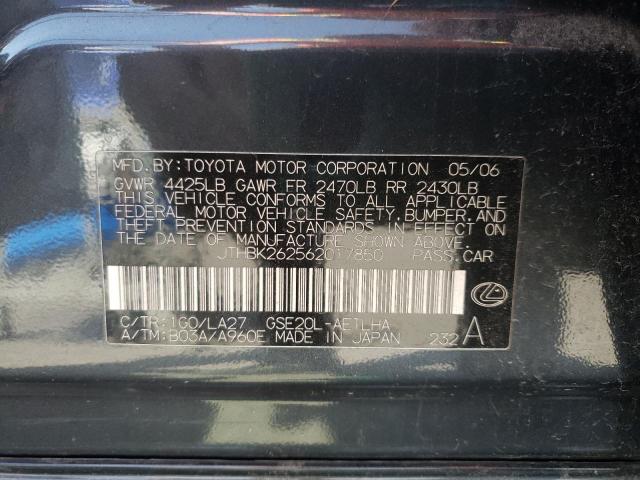 MFD.BY:TOYOTA MOTOR CORPORATION 05/06
GVWR 4425LB GAWR FR 2470LB RR 2430LB
THIS VEHICLE CONFORMS TO ALL APPLICABLE
FEDERAL MOTOR VEHICLE SAFETY,BUMPER,AND
THEFT PREVENTION STANDARDS IN EFFECT ON
THE DATE OF MANUFACTURE SHOWN ABOVE.
JTHBK262562017850 PASS.CAR
C/TR:1G0/LA27 GSE20L-AETLHA
A/TM:B03A/A960E MADE IN JAPAN 232 A